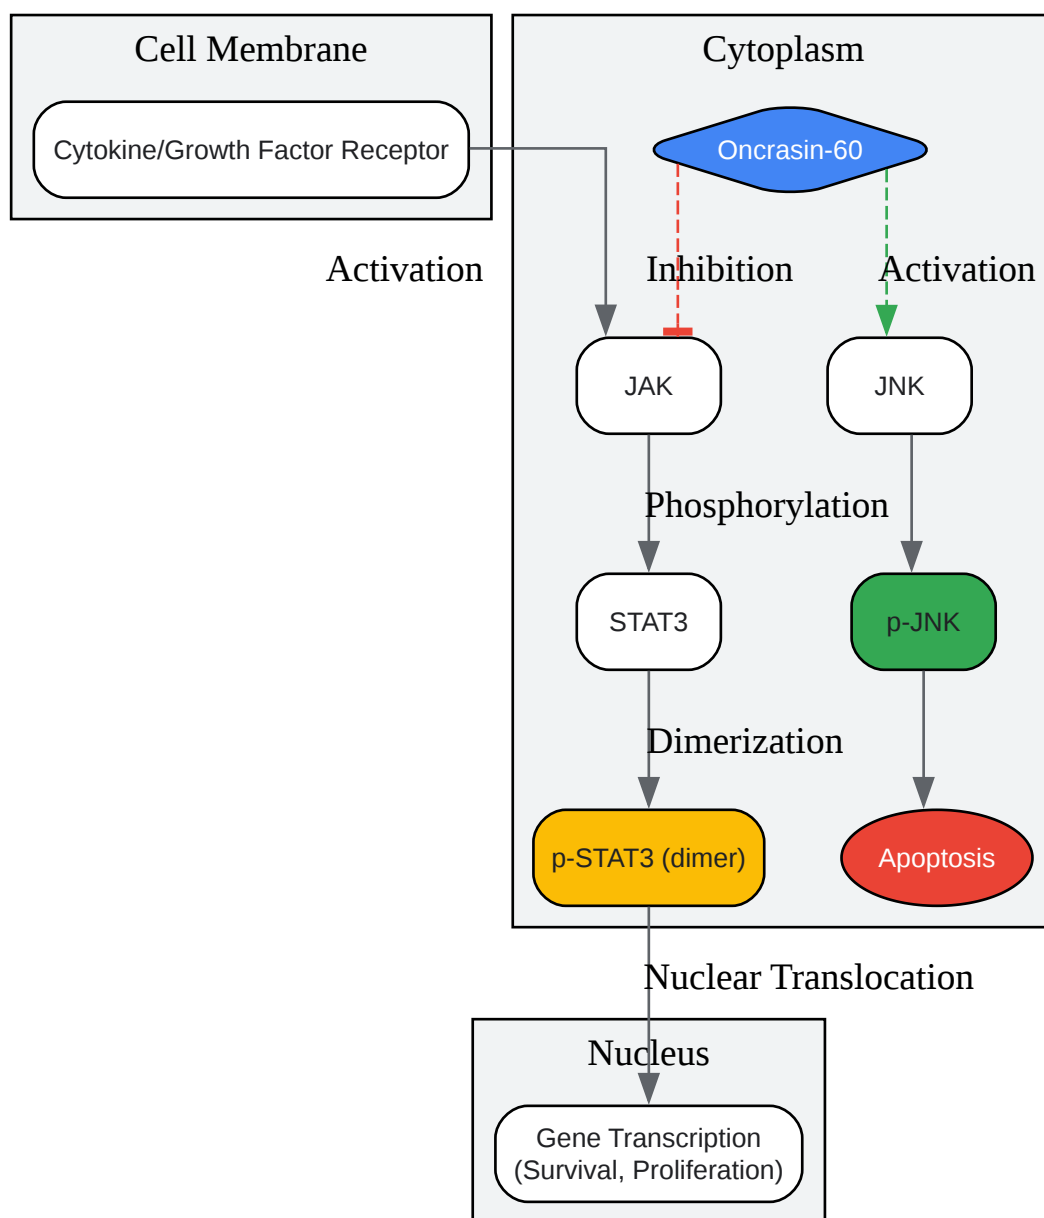 Cell Membrane
Cytoplasm
Cytokine/Growth Factor Receptor
Oncrasin-60
Activation
Inhibition
Activation
JAK
JNK
Phosphorylation
STAT3
p-JNK
Dimerization
p-STAT3 (dimer)
Apoptosis
Nuclear Translocation
Nucleus
Gene Transcription
(Survival, Proliferation)